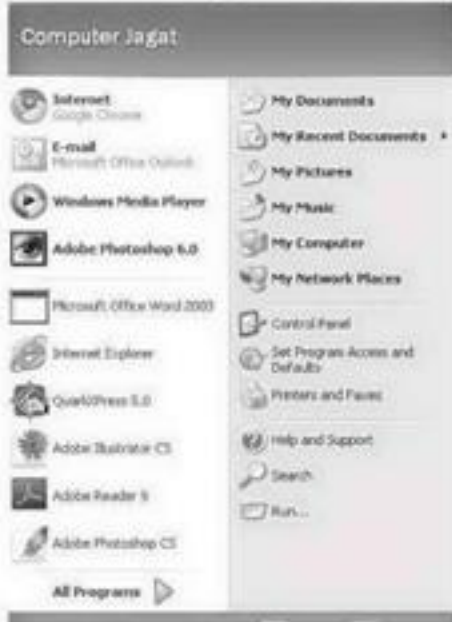 Computer Jagat
Internet
Google Chrome
E-mail
Microsoft Office Outlook
Windows Media Player
Adobe Photoshop 6.0
Microsoft Office Word 2003
Internet Explorer
QuarkXPress 5.0
Adobe Illustrator CS
Adobe Reader 9
Adobe Photoshop CS
All Programs
My Documents
My Recent Documents
My Pictures
My Music
My Computer
My Network Places
Control Panel
Set Program Access and
Defaults
Printers and Faxes
Help and Support
Search
Run...